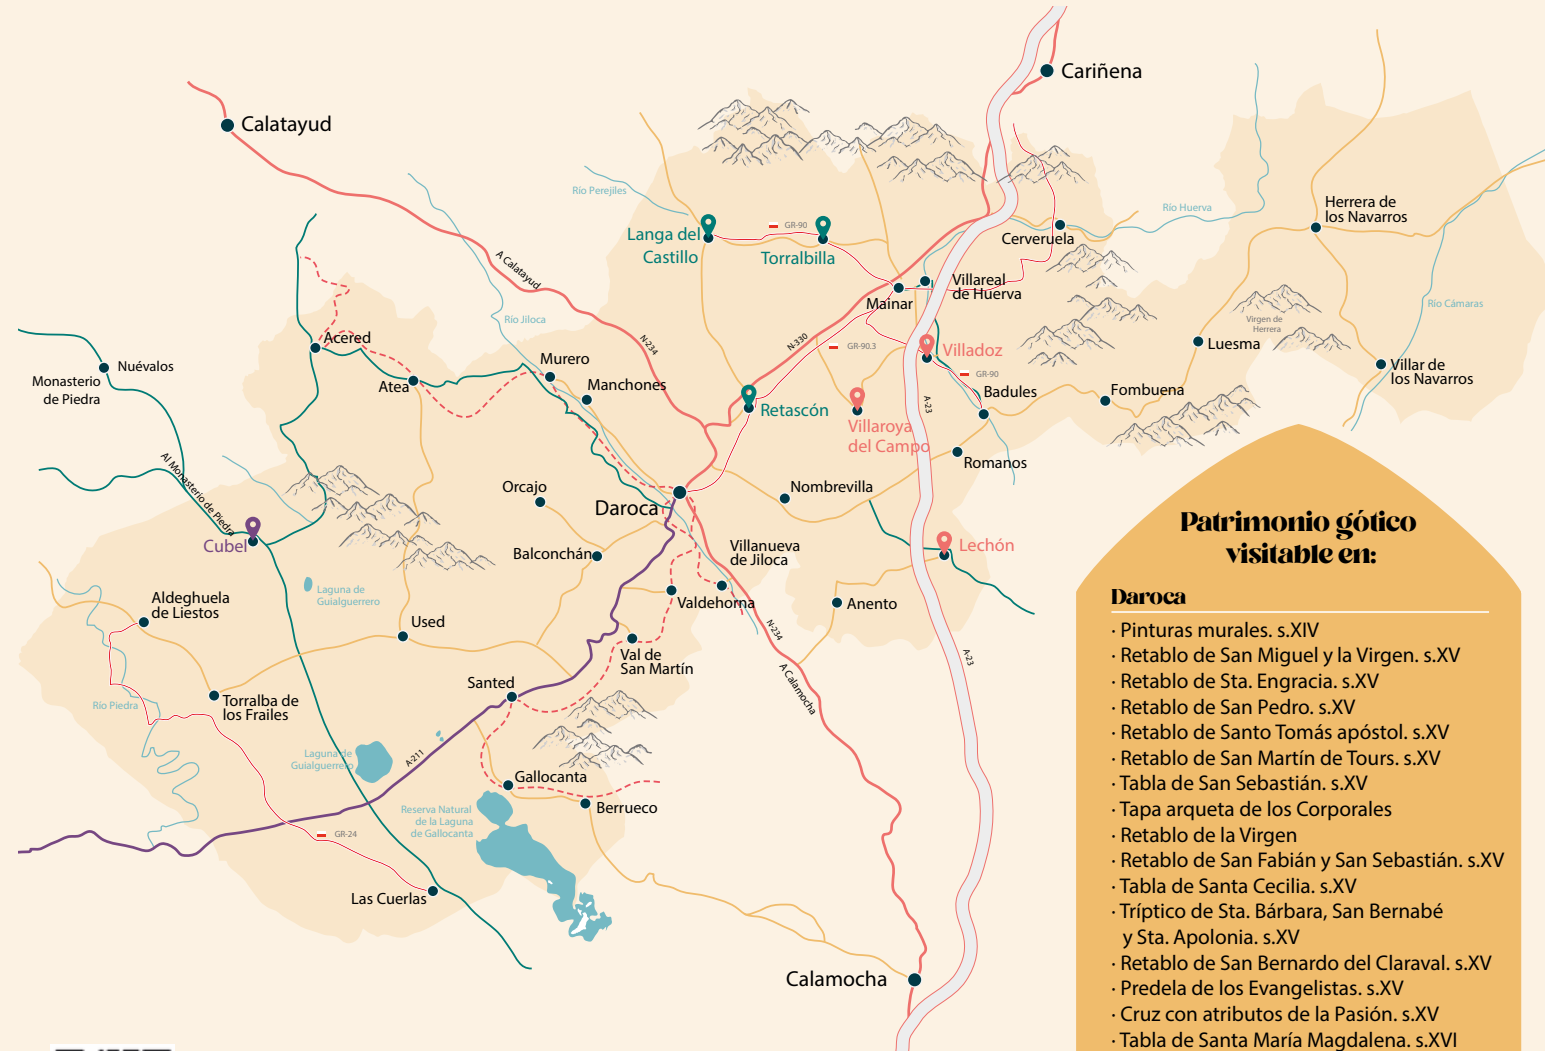 Cariñena
Calatayud
Río Perejiles
Río Huerva
Herrera de
los Navarros
GR-90
Langa del
Castillo
Torralbilla
Cerveruela
A Calatayud
Villareal
de Huerva
Mainar
Río Cámaras
Río Jiloca
Virgen de
Herrera
Acered
N-234
N-330
GR-90.3
Villadoz
Luesma
Nuévalos
Monasterio
de Piedra
Murero
Atea
Manchones
GR-90
Villar de
los Navarros
Badules
Fombuena
A-23
Retascón
Villaroya
del Campo
Romanos
Al Monasterio de Piedra
Orcajo
Nombrevilla
Daroca
Cubel
Balconchán
Villanueva
de Jiloca
Lechón
Laguna de
Guialguerrero
Aldeghuela
de Liestos
Valdehorna
Anento
Used
N-234
Val de
San Martín
A-23
Santed
A Calamocha
Torralba de
los Frailes
Río Piedra
Laguna de
Guialguerrero
A-211
Gallocanta
Berrueco
Reserva Natural
de la Laguna
de Gallocanta
GR-24
Las Cuerlas
Calamocha
Patrimonio gótico
visitable en:
Daroca
· Pinturas murales. s.XIV
· Retablo de San Miguel y la Virgen. s.XV
· Retablo de Sta. Engracia. s.XV
· Retablo de San Pedro. s.XV
· Retablo de Santo Tomás apóstol. s.XV
· Retablo de San Martín de Tours. s.XV
· Tabla de San Sebastián. s.XV
· Tapa arqueta de los Corporales
· Retablo de la Virgen
· Retablo de San Fabián y San Sebastián. s.XV
· Tabla de Santa Cecilia. s.XV
· Tríptico de Sta. Bárbara, San Bernabé
y Sta. Apolonia. s.XV
· Retablo de San Bernardo del Claraval. s.XV
· Predela de los Evangelistas. s.XV
· Cruz con atributos de la Pasión. s.XV
· Tabla de Santa María Magdalena. s.XVI